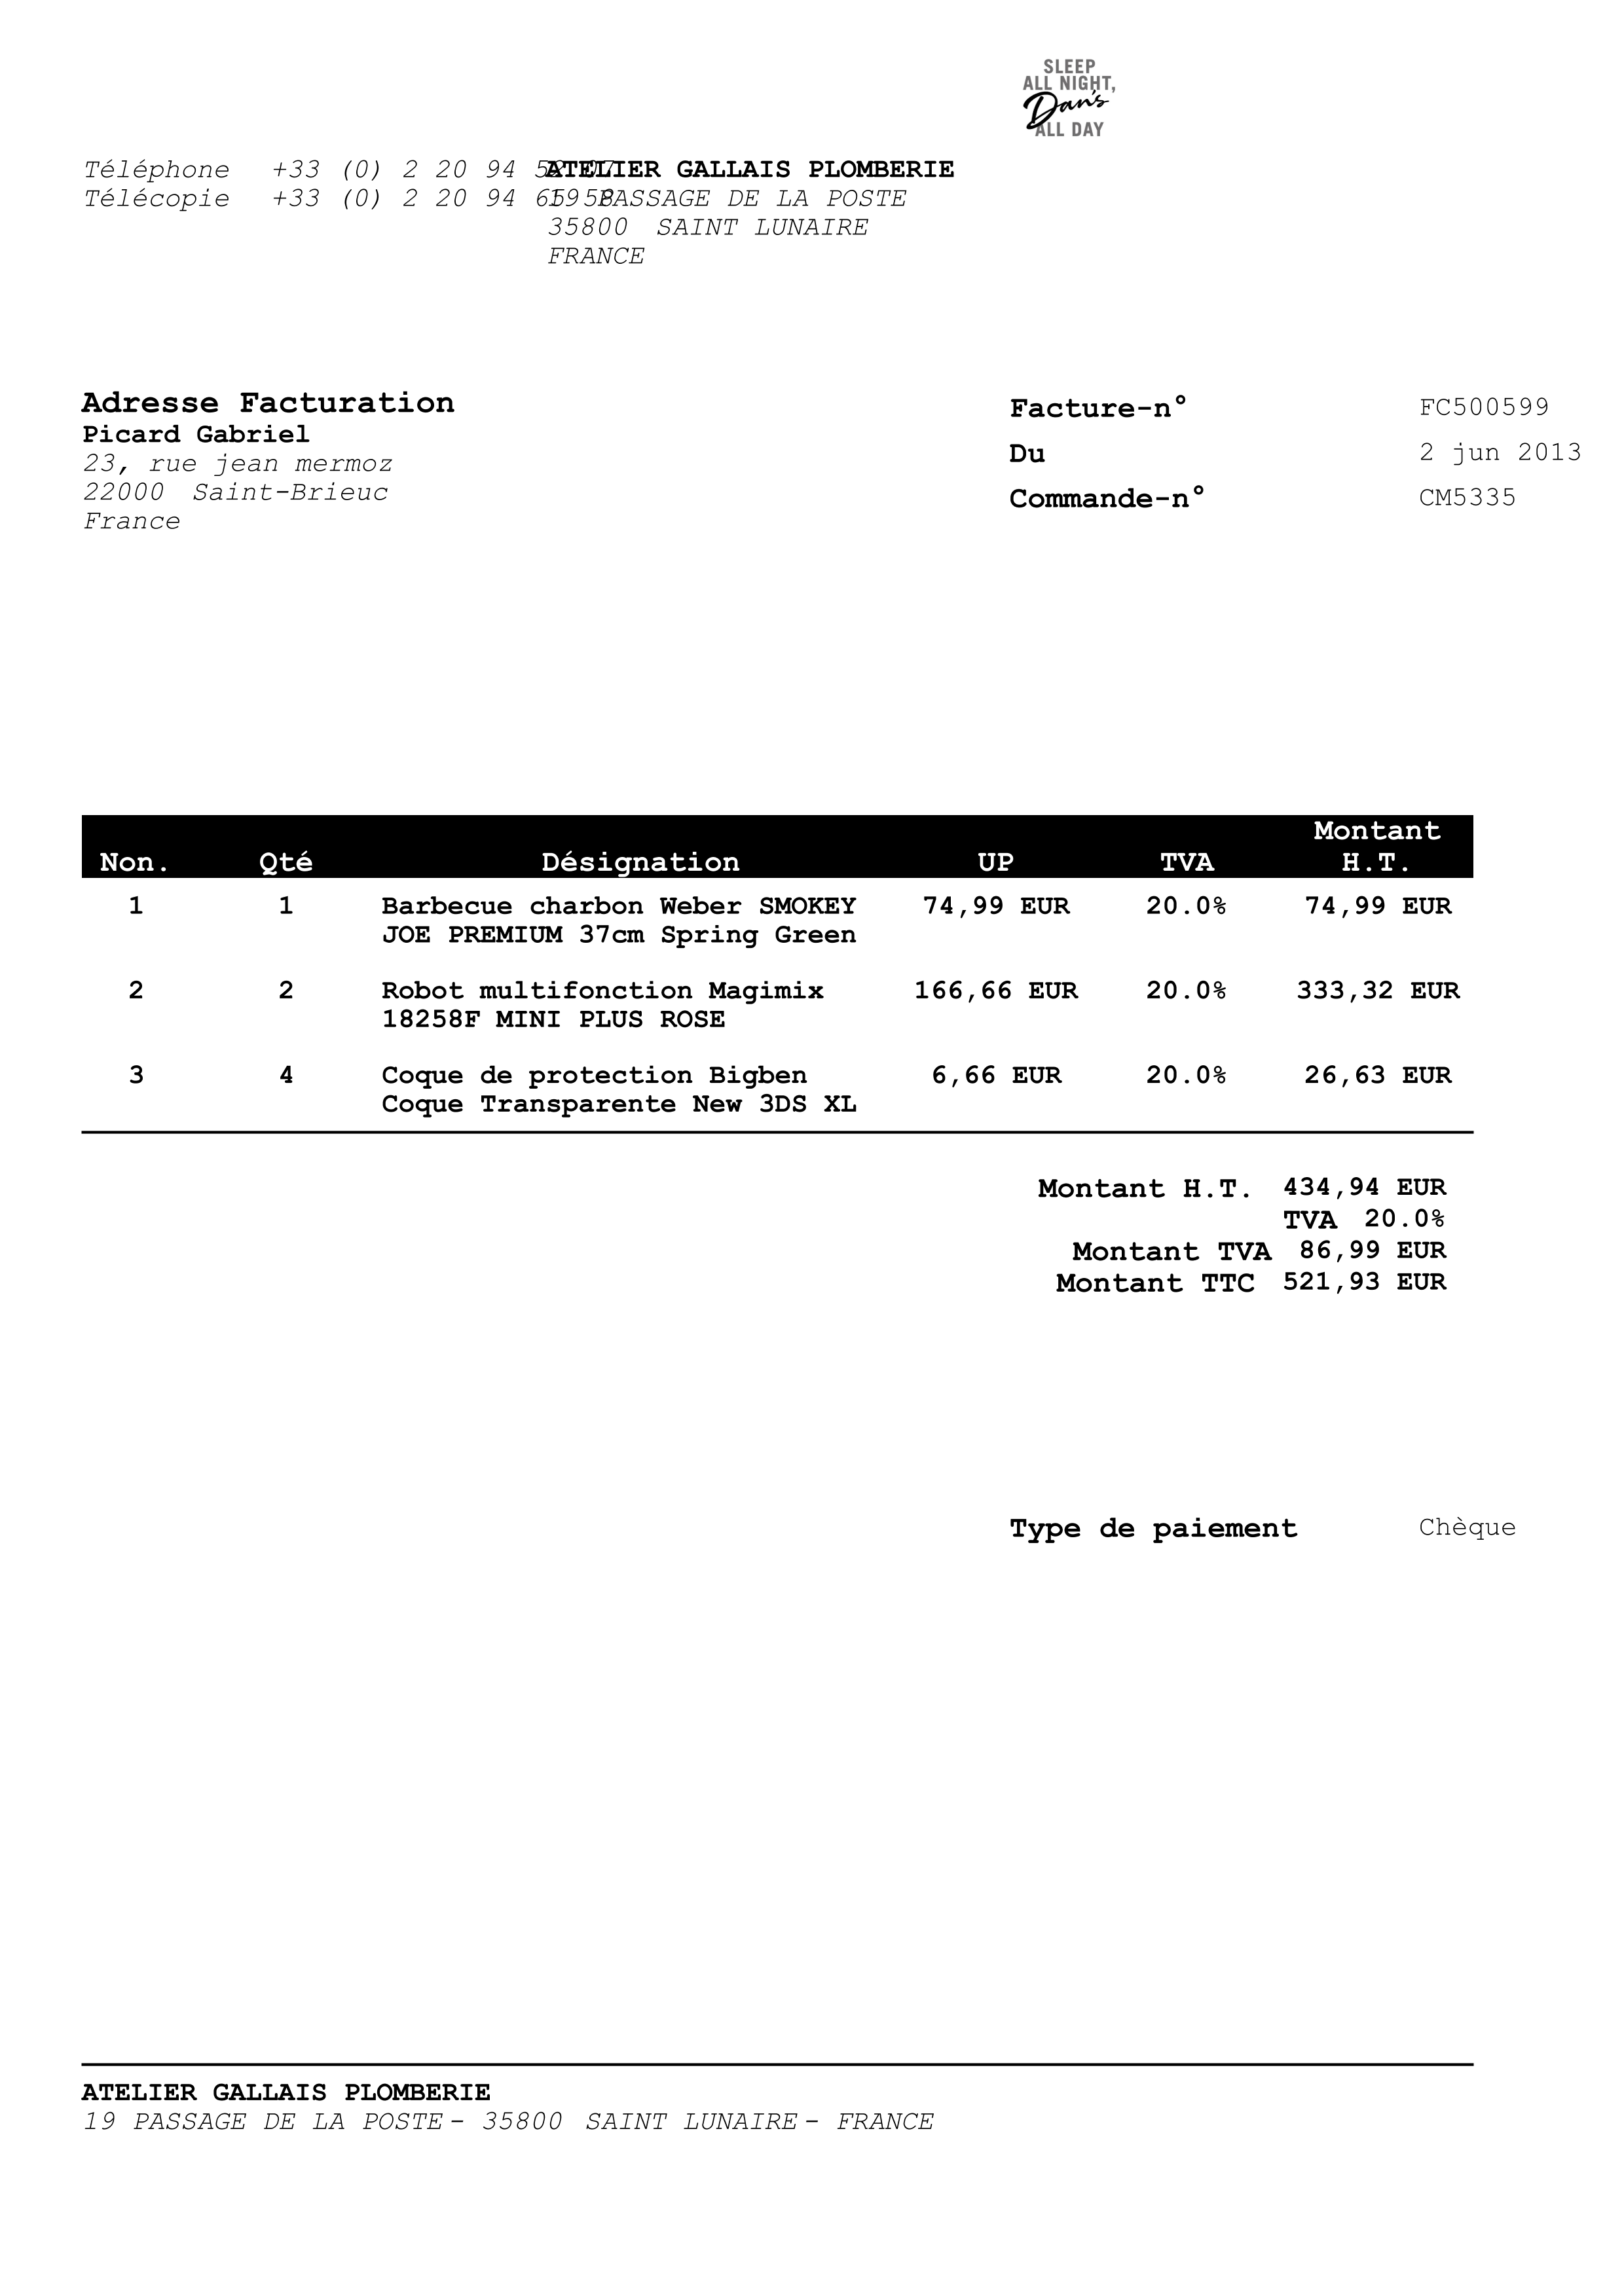 SLEEP
ALL NIGHT,
Dan's
ALL DAY
Téléphone +33 (0) 2 20 94
ATELIER GALLAIS PLOMBERIE
Télécopie +33 (0) 2 20 94
19 PASSAGE DE LA POSTE
35800 SAINT LUNAIRE
FRANCE
Adresse Facturation
Picard Gabriel
23, rue jean mermoz
22000 Saint-Brieuc
France
Facture-n° FC500599
Du 2 jun 2013
Commande-n° CM5335
Non. Qté Désignation UP TVA Montant H.T.
1 1 Barbecue charbon Weber SMOKEY 74,99 EUR 20.0% 74,99 EUR
JOE PREMIUM 37cm Spring Green
2 2 Robot multifonction Magimix 166,66 EUR 20.0% 333,32 EUR
18258F MINI PLUS ROSE
3 4 Coque de protection Bigben 6,66 EUR 20.0% 26,63 EUR
Coque Transparente New 3DS XL
Montant H.T. 434,94 EUR
TVA 20.0%
Montant TVA 86,99 EUR
Montant TTC 521,93 EUR
Type de paiement Chèque
ATELIER GALLAIS PLOMBERIE
19 PASSAGE DE LA POSTE - 35800 SAINT LUNAIRE - FRANCE